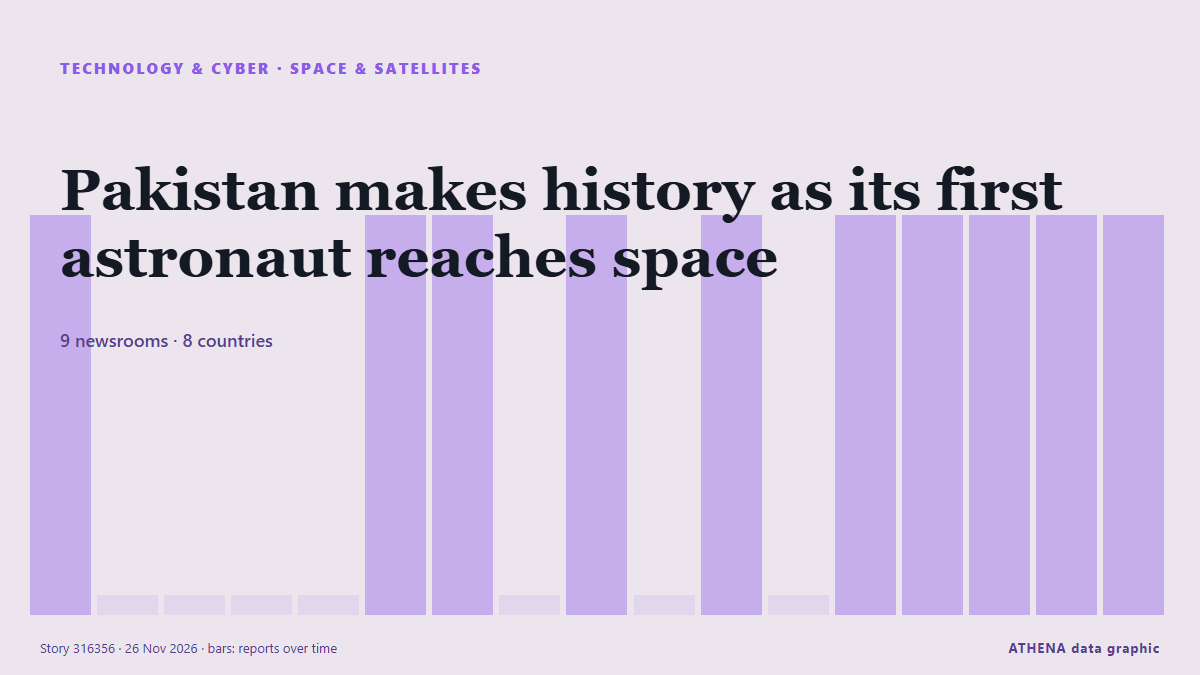 TECHNOLOGY & CYBER · SPACE & SATELLITES
Pakistan makes history as its first
astronaut reaches space
9 newsrooms · 8 countries
Story 316356 · 26 Nov 2026 · bars: reports over time
ATHENA data graphic